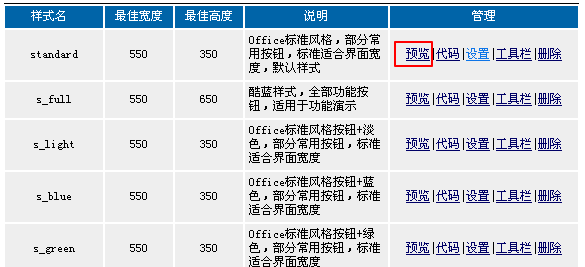 样式名 最佳宽度 最佳高度 说明 管理
standard 550 350 Office标准风格，部分常用按钮，标准适合界面宽度，默认样式 预览|代码|设置|工具栏|删除
s_full 550 650 酷蓝样式，全部功能按钮，适用于功能演示 预览|代码|设置|工具栏|删除
s_light 550 350 Office标准风格按钮+淡色，部分常用按钮，标准适合界面宽度 预览|代码|设置|工具栏|删除
s_blue 550 350 Office标准风格按钮+蓝色，部分常用按钮，标准适合界面宽度 预览|代码|设置|工具栏|删除
s_green 550 350 Office标准风格按钮+绿色，部分常用按钮，标准适合界面宽度 预览|代码|设置|工具栏|删除